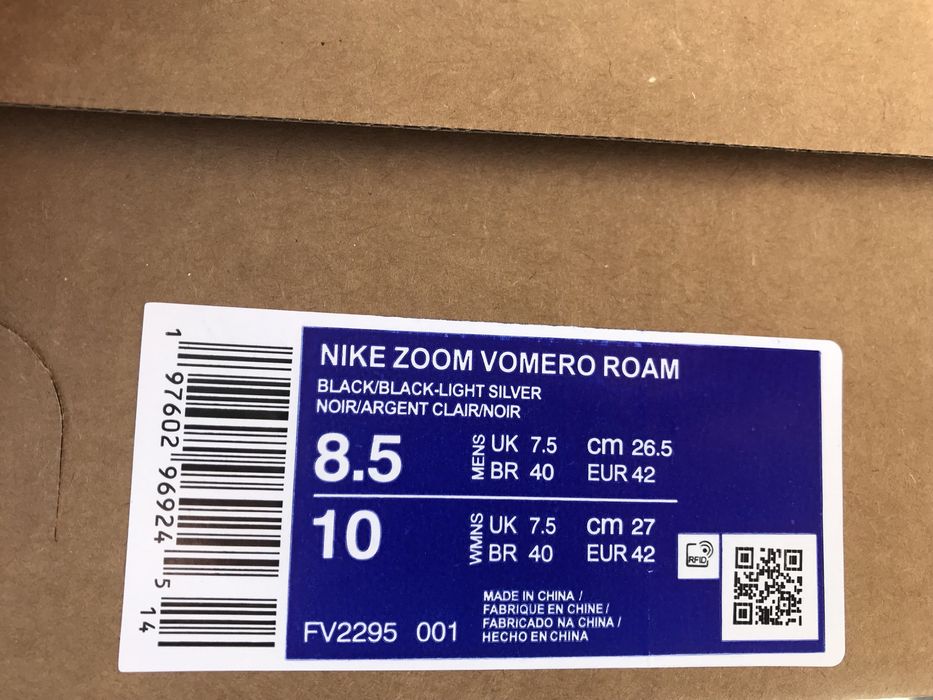 NIKE ZOOM VOMERO ROAM
BLACK/BLACK-LIGHT SILVER
NOIR/ARGENT CLAIR/NOIR
8.5 MENS UK 7.5 cm 26.5
BR 40 EUR 42
10 WMNS UK 7.5 cm 27
BR 40 EUR 42
RFID
MADE IN CHINA /
FABRIQUE EN CHINE /
FABRICADO NA CHINA /
HECHO EN CHINA
FV2295 001
1 97602 96924 5 14